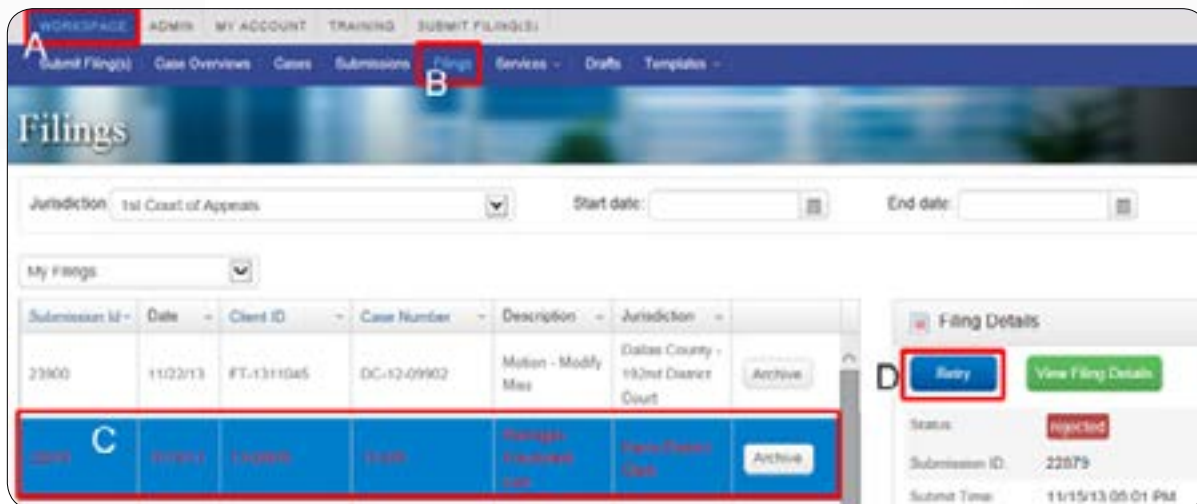 WORKSPACE ADMIN MY ACCOUNT TRAINING SUBMIT FILING(S)
A
Submit Filing(s) Case Overviews Cases Submissions Filings Services Drafts Templates
B
Filings
Jurisdiction 1st Court of Appeals Start date: End date:
My Filings
Submission Id Date Client ID Case Number Description Jurisdiction
Filing Details
23900 11/22/13 FT-1311045 DC-12-09902 Motion - Modify Misc Dallas County - 192nd District Court Archive
D Retry View Filing Details
C Archive
Status: rejected
Submission ID: 22879
Submit Time: 11/15/13 05:01 PM